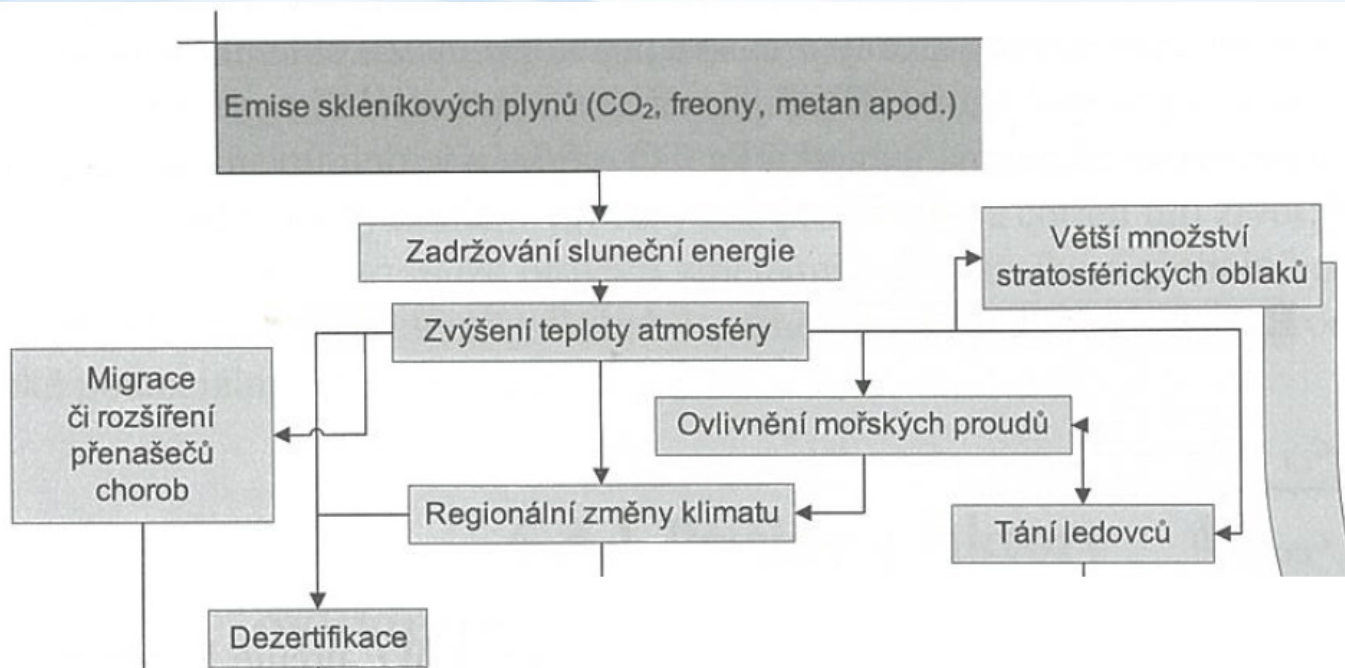 Emise skleníkových plynů (CO₂, freony, metan apod.)
Zadržování sluneční energie
Větší množství
stratosférických oblaků
Zvýšení teploty atmosféry
Migrace
či rozšíření
přenašečů
chorob
Ovlivnění mořských proudů
Regionální změny klimatu
Tání ledovců
Dezertifikace